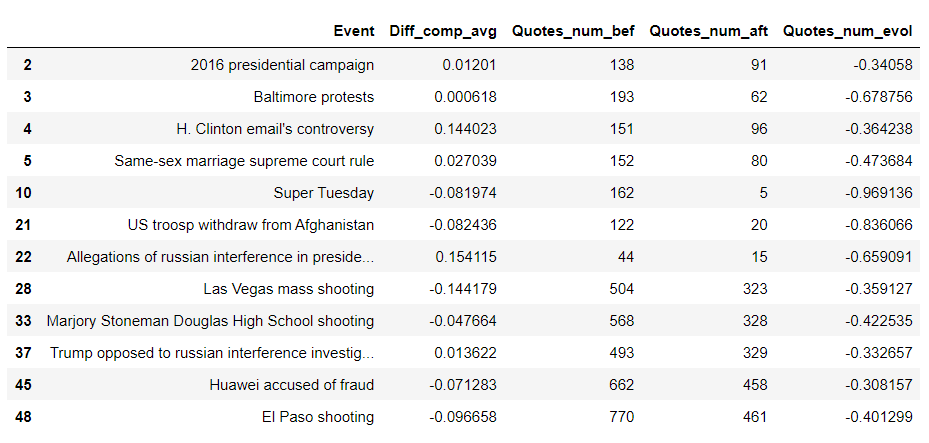 Event Diff_comp_avg Quotes_num_bef Quotes_num_aft Quotes_num_evol
2 2016 presidential campaign 0.01201 138 91 -0.34058
3 Baltimore protests 0.000618 193 62 -0.678756
4 H. Clinton email's controversy 0.144023 151 96 -0.364238
5 Same-sex marriage supreme court rule 0.027039 152 80 -0.473684
10 Super Tuesday -0.081974 162 5 -0.969136
21 US troosp withdraw from Afghanistan -0.082436 122 20 -0.836066
22 Allegations of russian interference in preside... 0.154115 44 15 -0.659091
28 Las Vegas mass shooting -0.144179 504 323 -0.359127
33 Marjory Stoneman Douglas High School shooting -0.047664 568 328 -0.422535
37 Trump opposed to russian interference investig... 0.013622 493 329 -0.332657
45 Huawei accused of fraud -0.071283 662 458 -0.308157
48 El Paso shooting -0.096658 770 461 -0.401299